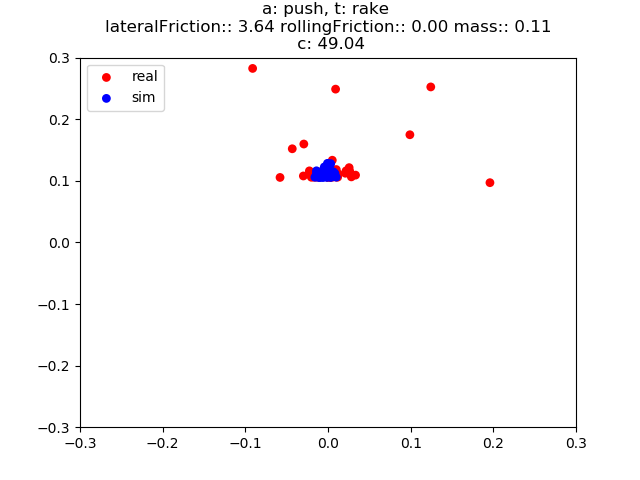 a: push, t: rake
lateralFriction:: 3.64 rollingFriction:: 0.00 mass:: 0.11
c: 49.04
real
sim
0.3
0.2
0.1
0.0
−0.1
−0.2
−0.3
−0.3
−0.2
−0.1
0.0
0.1
0.2
0.3